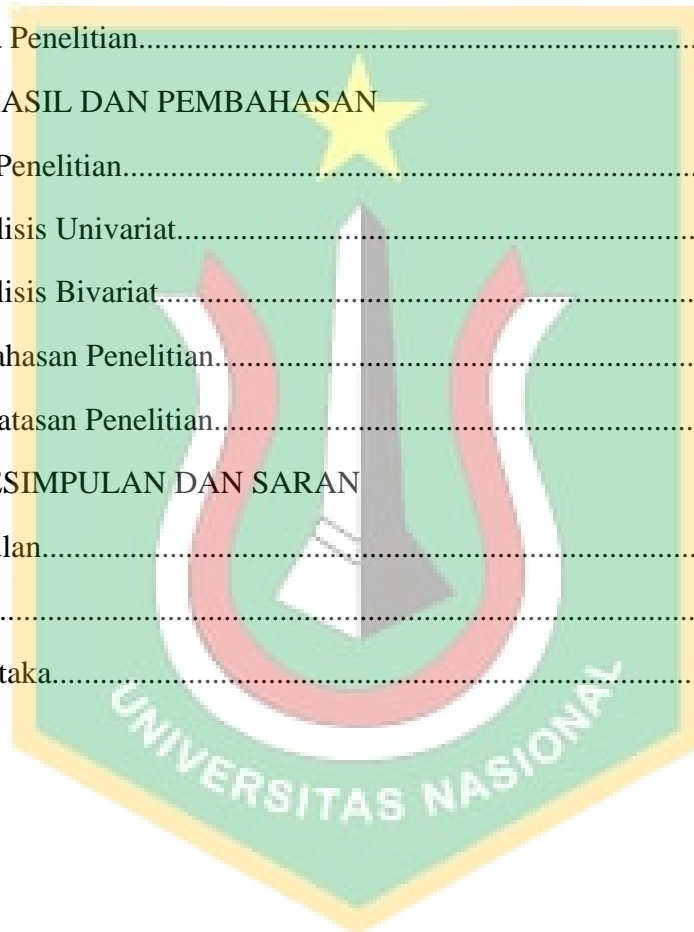 Penelitian....................................................................
ASIL DAN PEMBAHASAN
Penelitian......................................................................
lisis Univariat................................................................
lisis Bivariat..................................................................
ahasan Penelitian...........................................................
atasan Penelitian...........................................................
ESIMPULAN DAN SARAN
lan................................................................................
.....................................................................................
taka...............................................................................
UNIVERSITAS NASIONAL